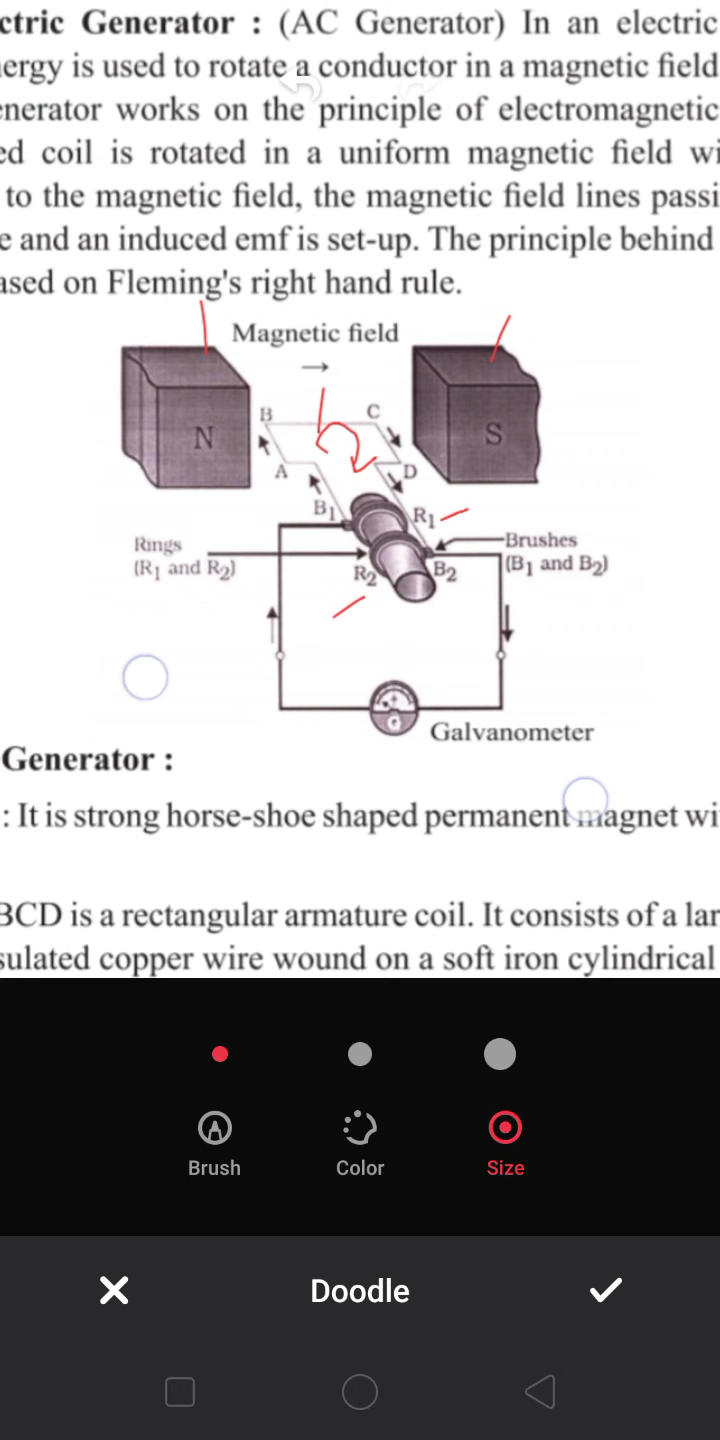 ctric Generator : (AC Generator) In an electric
ergy is used to rotate a conductor in a magnetic field
enerator works on the principle of electromagnetic
ed coil is rotated in a uniform magnetic field wi
to the magnetic field, the magnetic field lines passi
e and an induced emf is set-up. The principle behind
ased on Fleming's right hand rule.
Magnetic field
→
B C
N S
A D
B1 R1
Rings
(R1 and R2)
Brushes
(B1 and B2)
R2 B2
G
Galvanometer
Generator :
: It is strong horse-shoe shaped permanent magnet wi
BCD is a rectangular armature coil. It consists of a lar
sulated copper wire wound on a soft iron cylindrical
Brush Color Size
Doodle